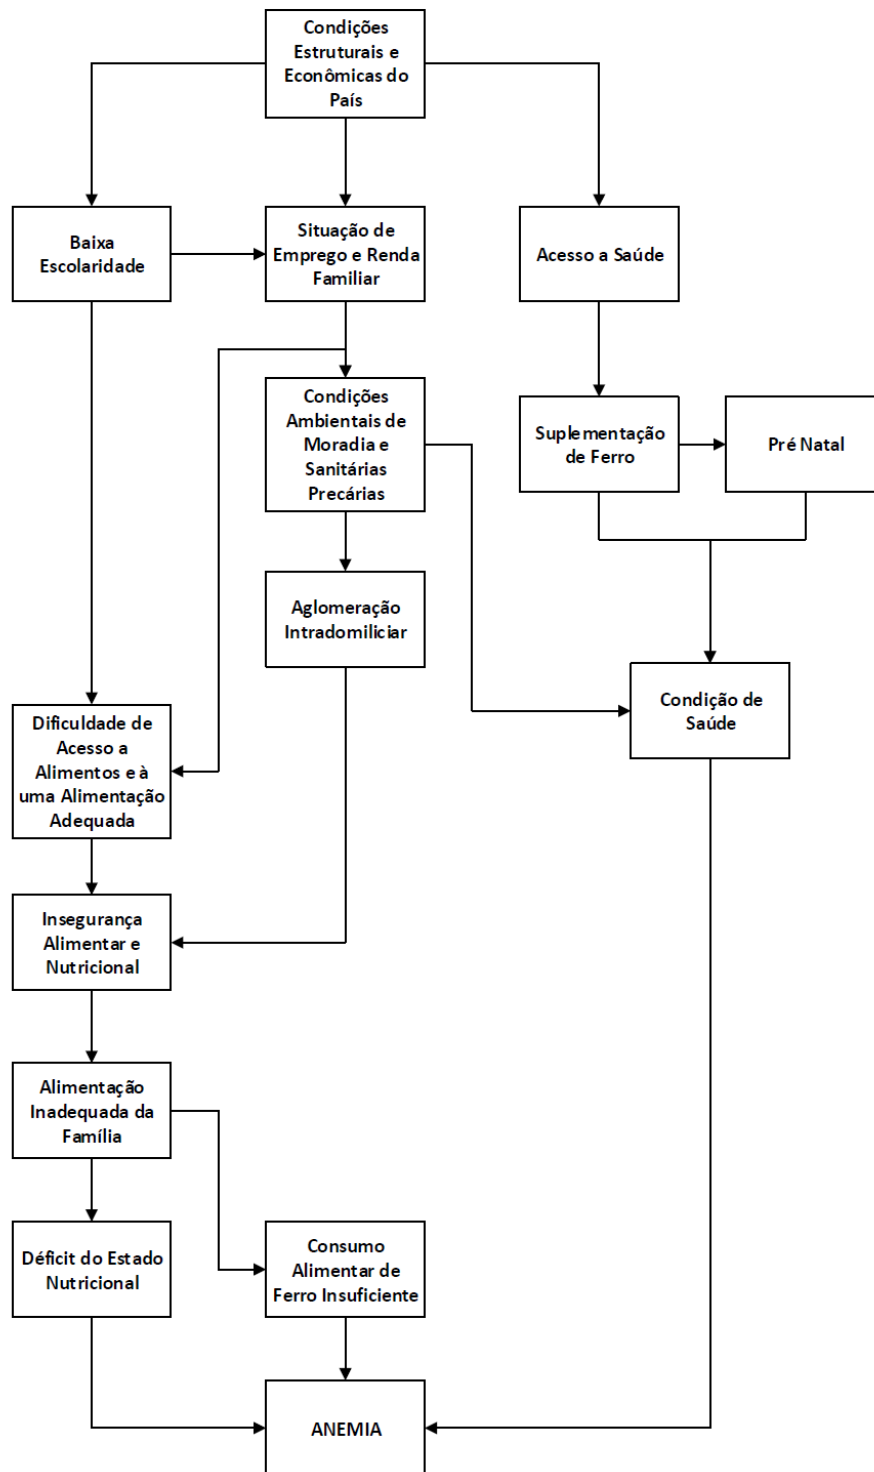 Condições
Estruturais e
Econômicas do
País
Baixa
Escolaridade
Situação de
Emprego e Renda
Familiar
Acesso a Saúde
Condições
Ambientais de
Moradia e
Sanitárias
Precárias
Suplementação
de Ferro
Pré Natal
Aglomeração
Intradomiliciar
Condição de
Saúde
Dificuldade de
Acesso a
Alimentos e à
uma Alimentação
Adequada
Insegurança
Alimentar e
Nutricional
Alimentação
Inadequada da
Família
Déficit do Estado
Nutricional
Consumo
Alimentar de
Ferro Insuficiente
ANEMIA